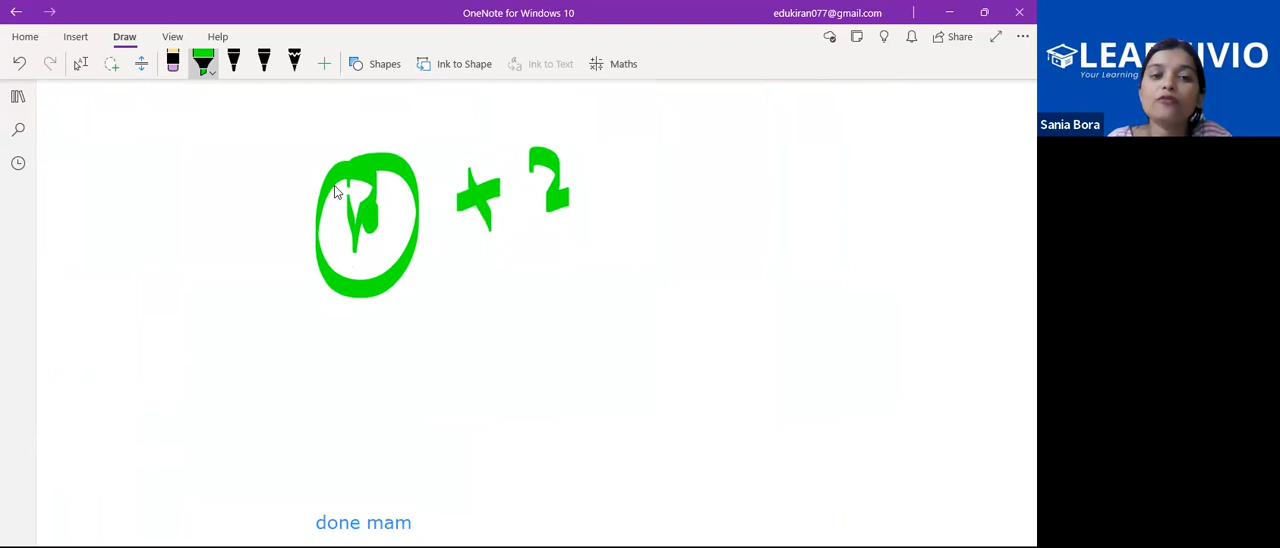 OneNote for Windows 10
edukiran077@gmail.com
Home Insert Draw View Help
Share
Shapes Ink to Shape Ink to Text Maths
Your Learning
Sania Bora
+ 2
done mam